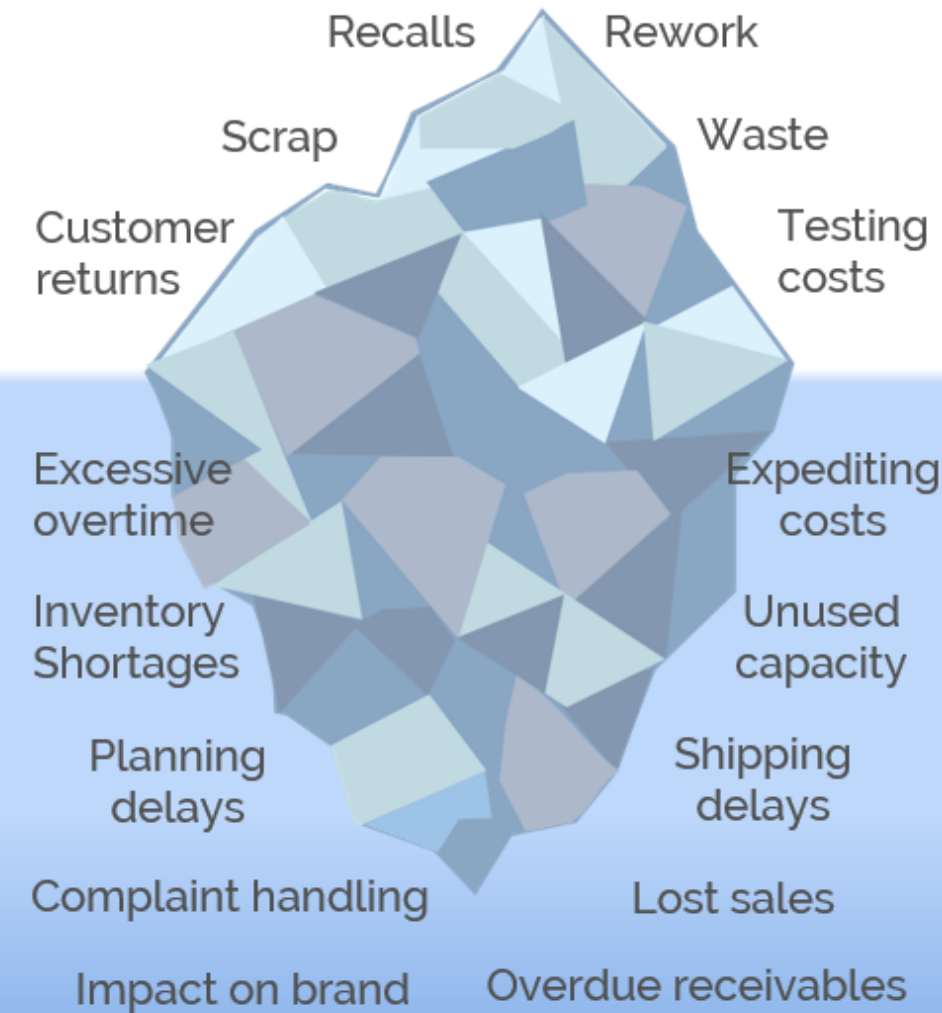 Recalls
Rework
Scrap
Waste
Customer
returns
Testing
costs
Excessive
overtime
Expediting
costs
Inventory
Shortages
Unused
capacity
Planning
delays
Shipping
delays
Complaint handling
Lost sales
Impact on brand
Overdue receivables